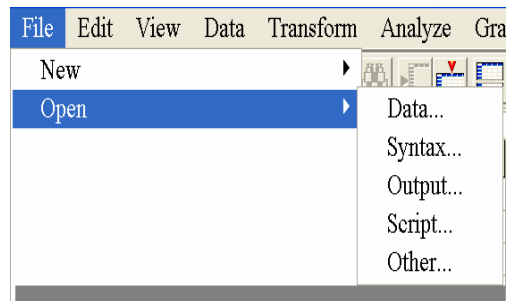 File Edit View Data Transform Analyze Gra
New
Open
Data...
Syntax...
Output...
Script...
Other...